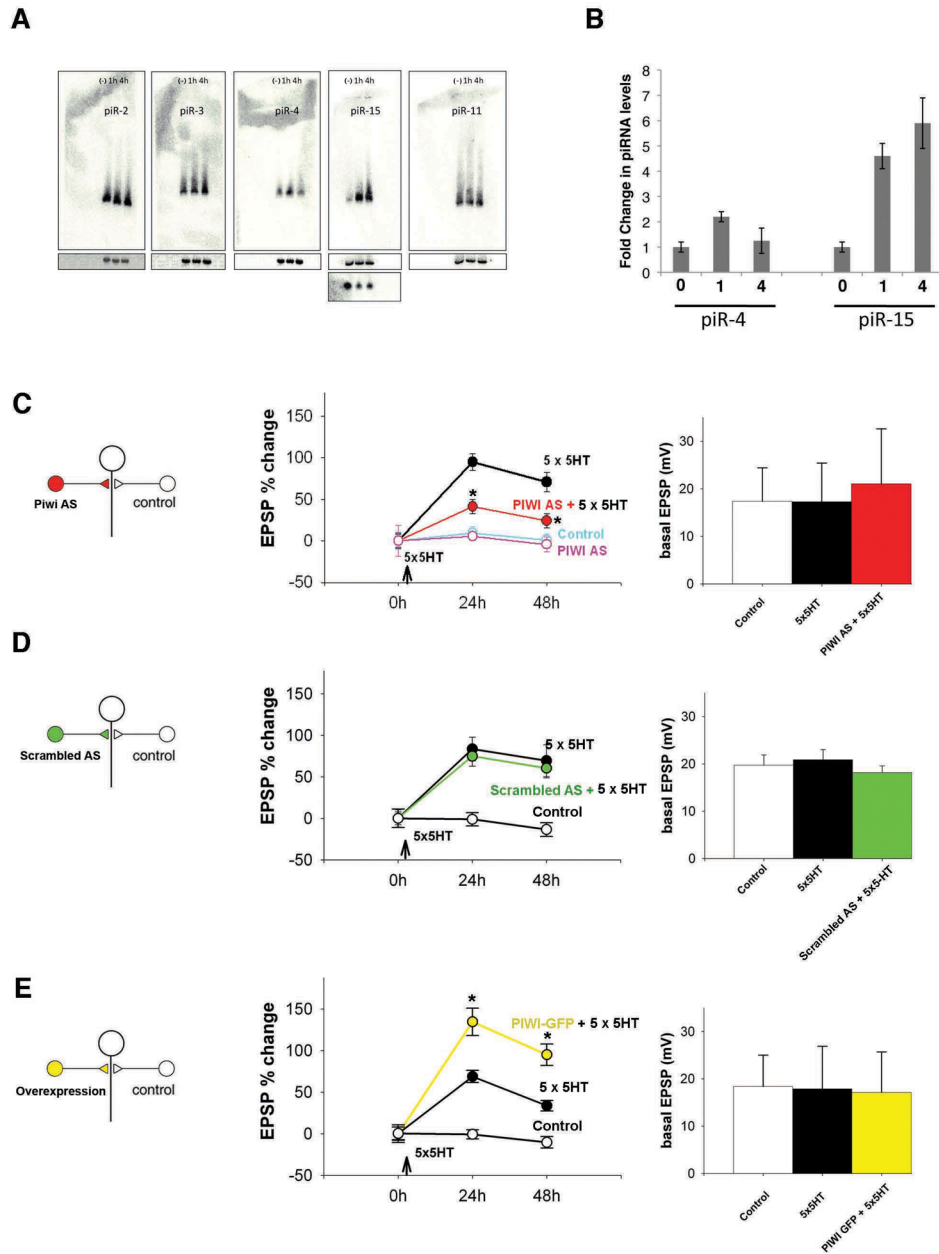 A
(-) 1h 4h
piR-2
(-) 1h 4h
piR-3
(-) 1h 4h
piR-4
(-) 1h 4h
piR-15
(-) 1h 4h
piR-11
B
Fold Change in piRNA levels
8
7
6
5
4
3
2
1
0
0 1 4 0 1 4
piR-4 piR-15
C
Piwi AS
control
EPSP % change
150
100
50
0
-50
5 x 5HT
PIWI AS + 5 x 5HT
*
*
Control
PIWI AS
5x5HT
0h 24h 48h
basal EPSP (mV)
30
20
10
0
Control
5x5HT
PIWI AS + 5x5HT
D
Scrambled AS
control
EPSP % change
150
100
50
0
-50
5 x 5HT
Scrambled AS + 5 x 5HT
Control
5x5HT
0h 24h 48h
basal EPSP (mV)
30
20
10
0
Control
5x5HT
Scrambled AS + 5x5-HT
E
Overexpression
control
EPSP % change
150
100
50
0
-50
*
PIWI-GFP + 5 x 5HT
*
5 x 5HT
Control
5x5HT
0h 24h 48h
basal EPSP (mV)
30
20
10
0
Control
5x5HT
PIWI GFP + 5x5HT